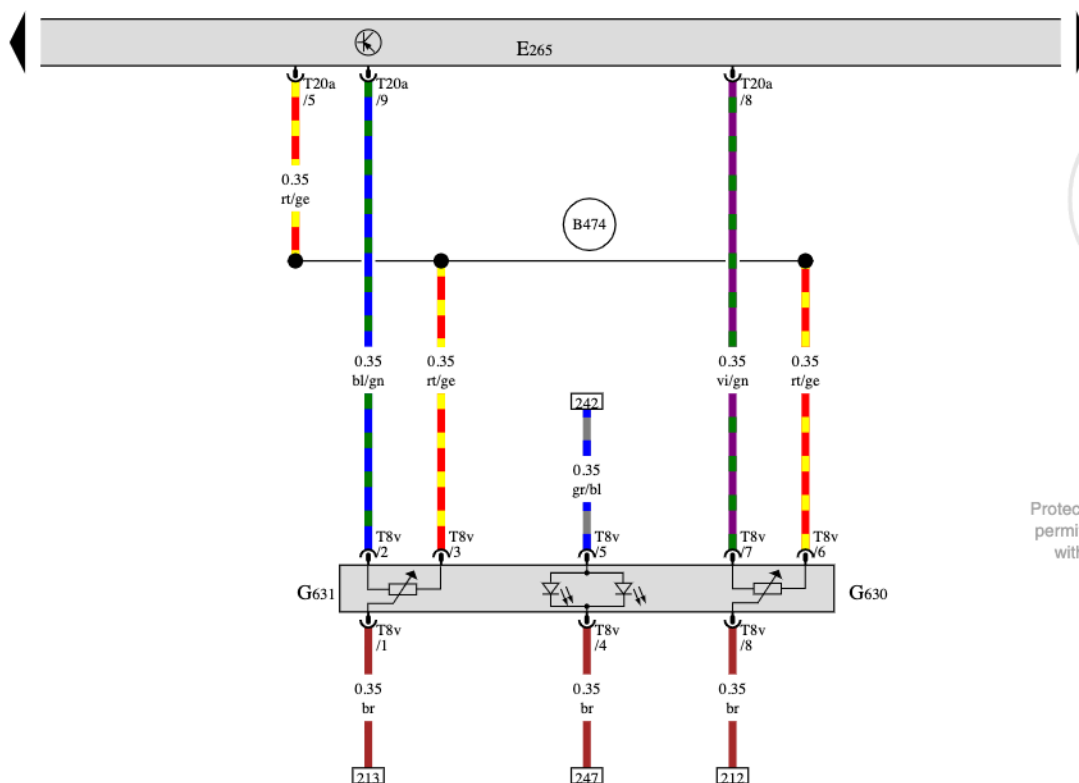 E265
T20a
/5
T20a
/9
T20a
/8
0.35
rt/ge
B474
0.35
bl/gn
0.35
rt/ge
0.35
vi/gn
0.35
rt/ge
242
0.35
gr/bl
Protec
permi
with
T8v
/2
T8v
/3
T8v
/5
T8v
/7
T8v
/6
G631
G630
T8v
/1
T8v
/4
T8v
/8
0.35
br
0.35
br
0.35
br
213
247
212